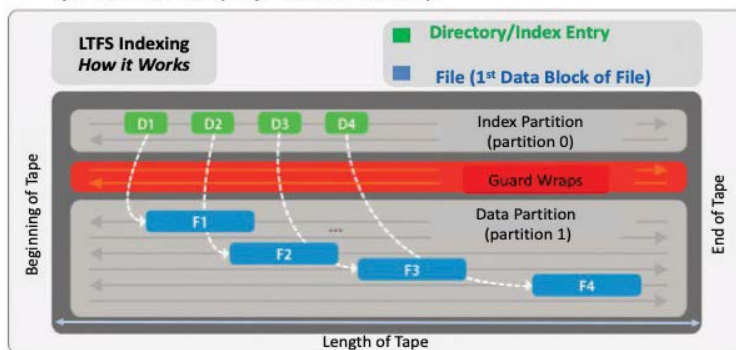 LTFS Indexing
How it Works
Directory/Index Entry
File (1st Data Block of File)
D1 D2 D3 D4
Index Partition
(partition 0)
Guard Wraps
Beginning of Tape
F1
...
Data Partition
(partition 1)
F2
F3
F4
End of Tape
Length of Tape